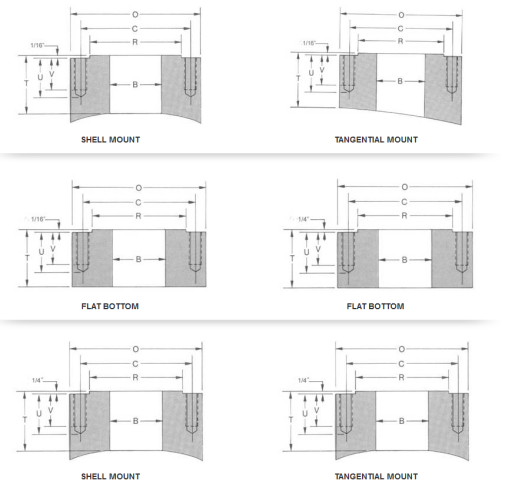 O
C
R
1/16"
T
U
V
B
SHELL MOUNT
O
C
R
1/16"
T
U
V
B
TANGENTIAL MOUNT
O
C
R
1/16"
T
U
V
B
FLAT BOTTOM
O
C
R
1/4"
T
U
V
B
FLAT BOTTOM
O
C
R
1/4"
T
U
V
B
SHELL MOUNT
O
C
R
1/4"
T
U
V
B
TANGENTIAL MOUNT